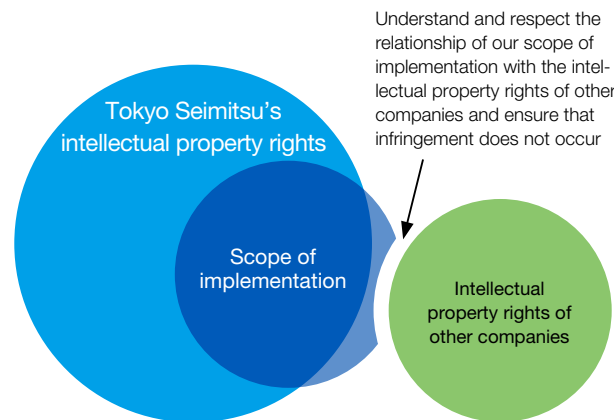 Understand and respect the
relationship of our scope of
implementation with the intel-
lectual property rights of other
companies and ensure that
infringement does not occur
Tokyo Seimitsu's
intellectual property rights
Scope of
implementation
Intellectual
property rights of
other companies